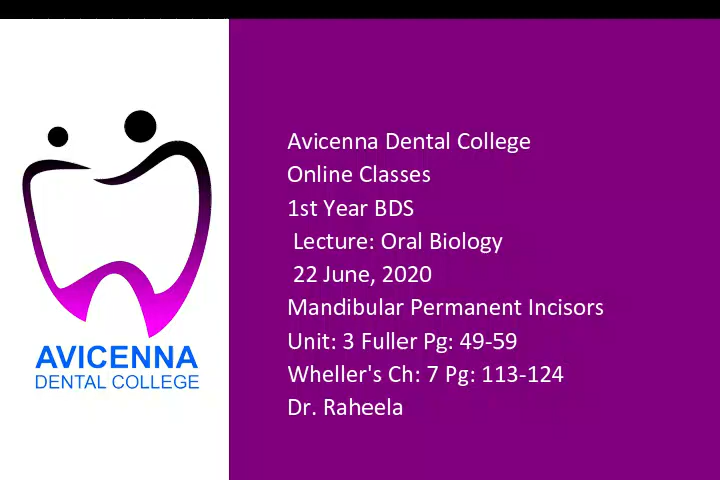 AVICENNA
DENTAL COLLEGE
Avicenna Dental College
Online Classes
1st Year BDS
Lecture: Oral Biology
22 June, 2020
Mandibular Permanent Incisors
Unit: 3 Fuller Pg: 49-59
Wheller's Ch: 7 Pg: 113-124
Dr. Raheela